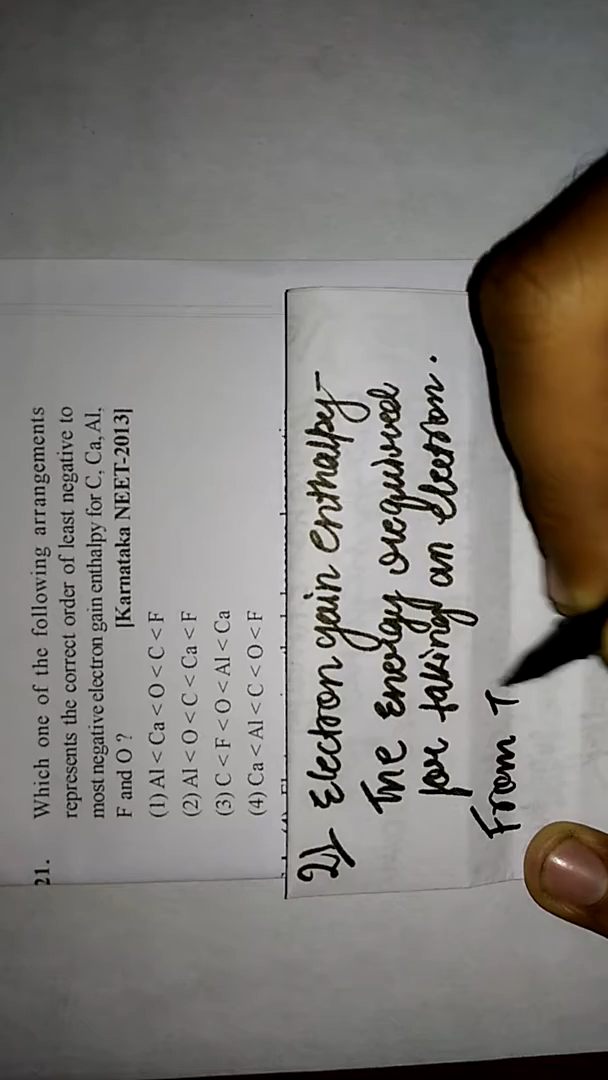 21. Which one of the following arrangements
represents the correct order of least negative to
most negative electron gain enthalpy for C, Ca, Al,
F and O ? [Karnataka NEET-2013]
(1) Al < Ca < O < C < F
(2) Al < O < C < Ca < F
(3) C < F < O < Al < Ca
(4) Ca < Al < C < O < F
2) Electron gain enthalpy-
The energy required
for taking an electron.
From T